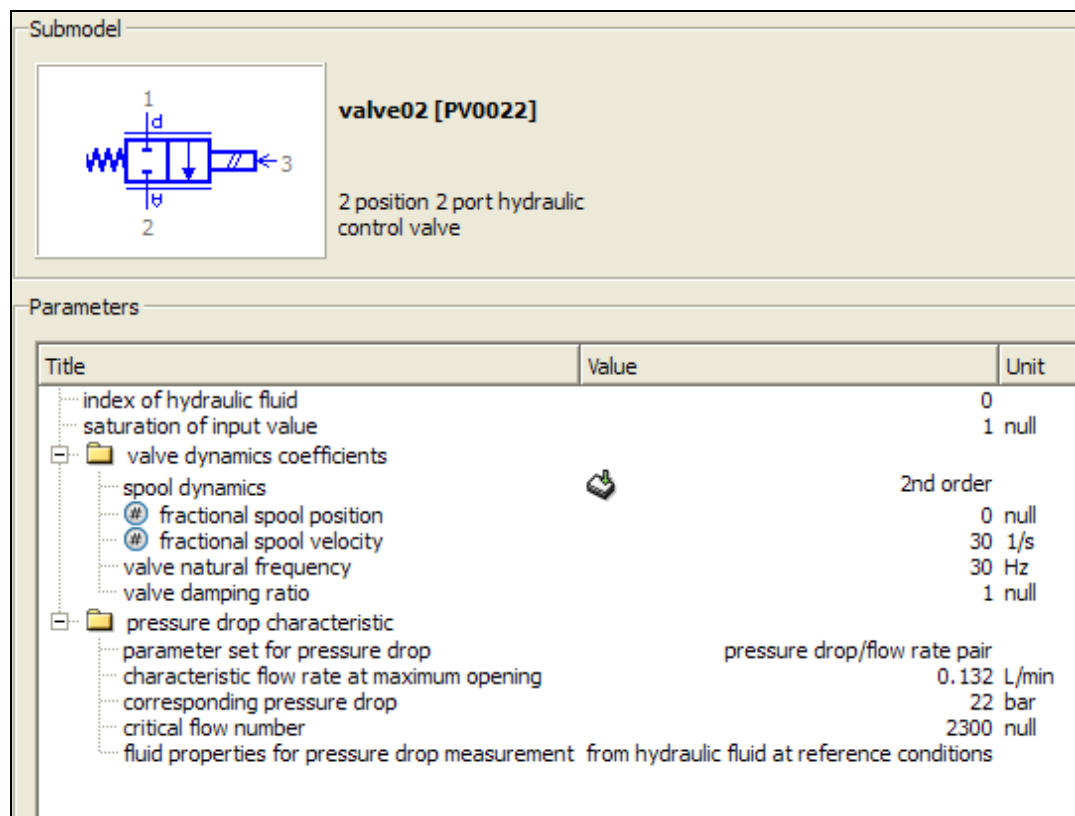 Submodel
1
P
valve02 [PV0022]
3
A
2 position 2 port hydraulic
2
control valve
Parameters
Title Value Unit
index of hydraulic fluid 0
saturation of input value 1 null
valve dynamics coefficients
spool dynamics 2nd order
# fractional spool position 0 null
# fractional spool velocity 30 1/s
valve natural frequency 30 Hz
valve damping ratio 1 null
pressure drop characteristic
parameter set for pressure drop pressure drop/flow rate pair
characteristic flow rate at maximum opening 0.132 L/min
corresponding pressure drop 22 bar
critical flow number 2300 null
fluid properties for pressure drop measurement from hydraulic fluid at reference conditions